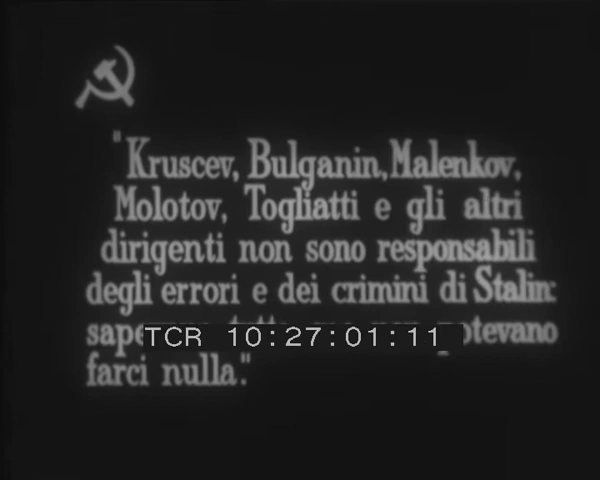 "Kruscev, Bulganin, Malenkov,
Molotov, Togliatti e gli altri
dirigenti non sono responsabili
degli errori e dei crimini di Stalin:
TCR 10:27:01:11
farci nulla."